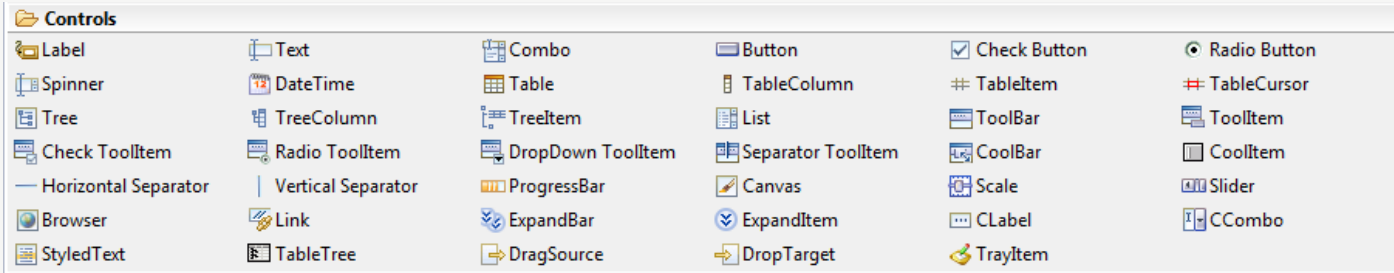 Controls
Label Text Combo Button Check Button Radio Button
Spinner DateTime Table TableColumn TableItem TableCursor
Tree TreeColumn TreeItem List ToolBar ToolItem
Check ToolItem Radio ToolItem DropDown ToolItem Separator ToolItem CoolBar CoolItem
Horizontal Separator Vertical Separator ProgressBar Canvas Scale Slider
Browser Link ExpandBar ExpandItem CLabel CCombo
StyledText TableTree DragSource DropTarget TrayItem